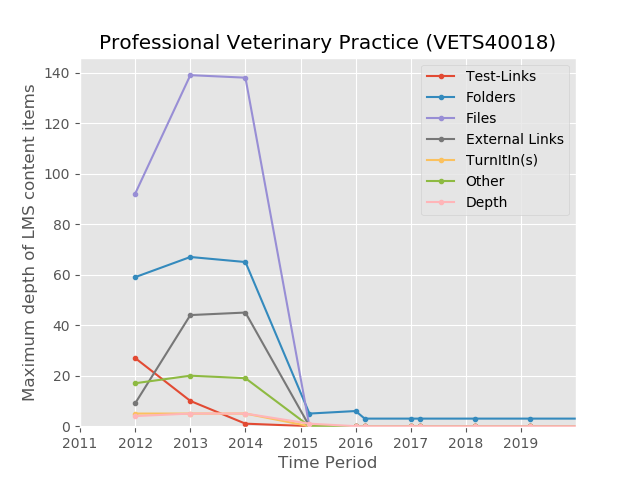 Professional Veterinary Practice (VETS40018)
Maximum depth of LMS content items
140
120
100
80
60
40
20
0
Test-Links
Folders
Files
External Links
TurnItIn(s)
Other
Depth
2011 2012 2013 2014 2015 2016 2017 2018 2019
Time Period